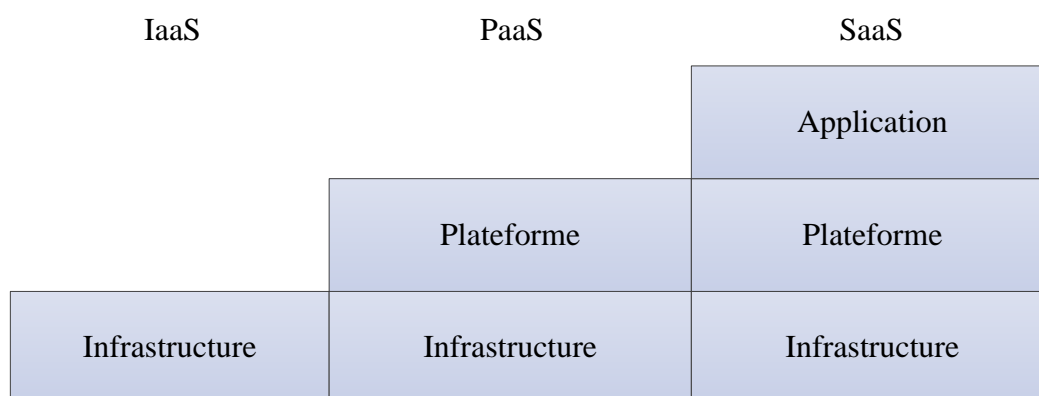 IaaS PaaS SaaS
Application
Plateforme Plateforme
Infrastructure Infrastructure Infrastructure